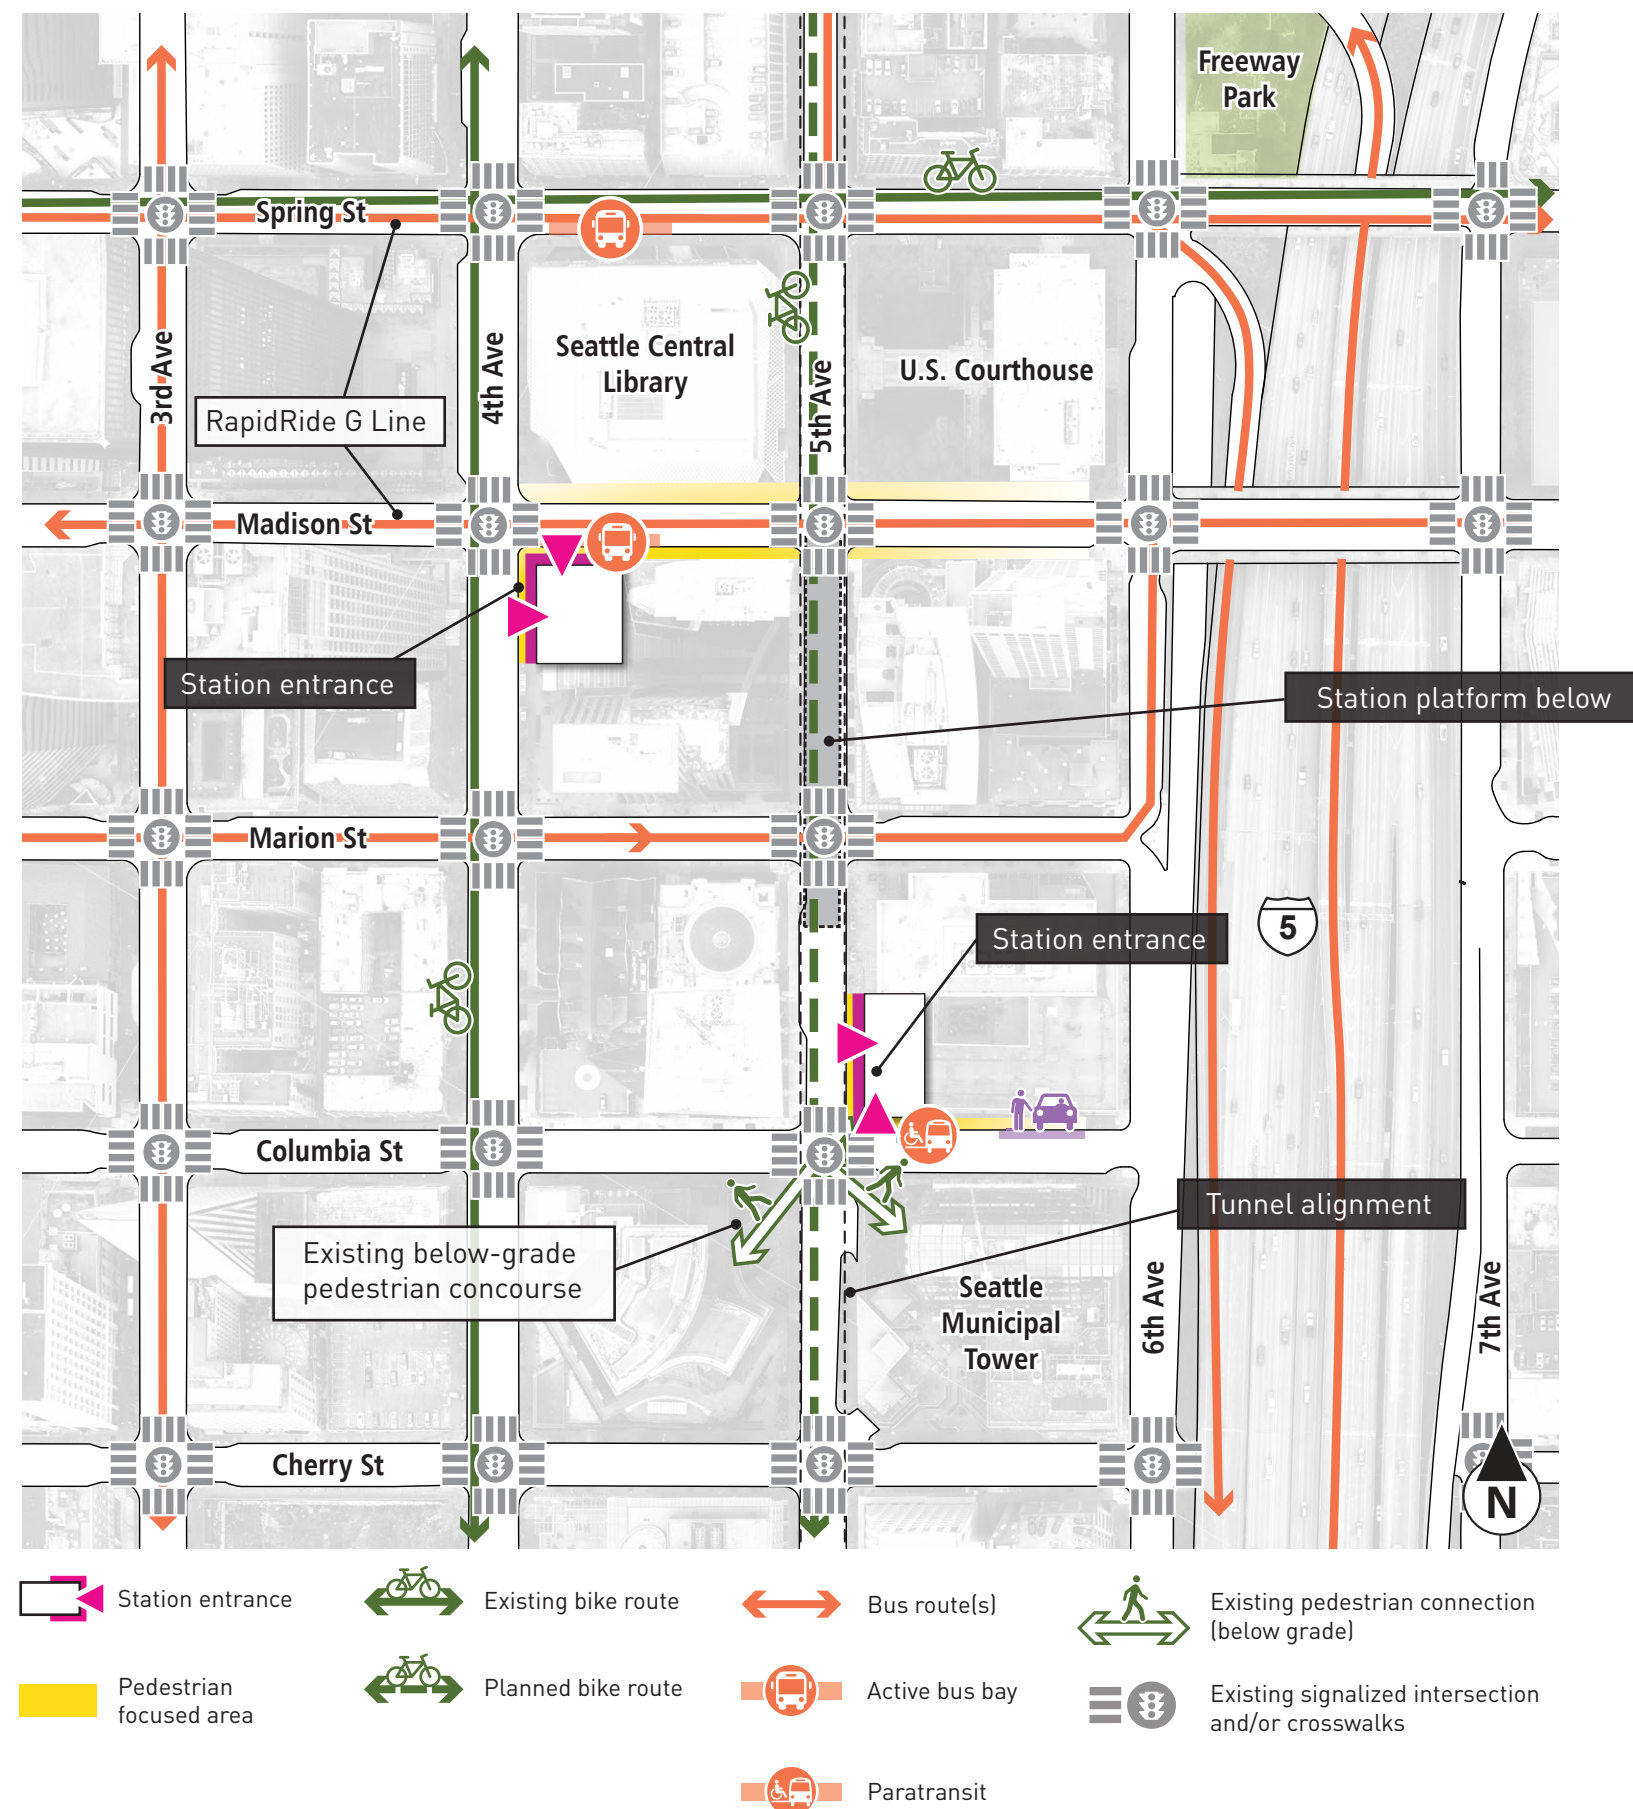 Freeway
Park
Spring St
3rd Ave
4th Ave
Seattle Central
Library
5th Ave
U.S. Courthouse
RapidRide G Line
Madison St
Station entrance
Station platform below
Marion St
5
Station entrance
Columbia St
Tunnel alignment
Existing below-grade
pedestrian concourse
Seattle
Municipal
Tower
6th Ave
7th Ave
Cherry St
N
Station entrance
Existing bike route
Bus route(s)
Existing pedestrian connection
(below grade)
Pedestrian
focused area
Planned bike route
Active bus bay
Existing signalized intersection
and/or crosswalks
Paratransit